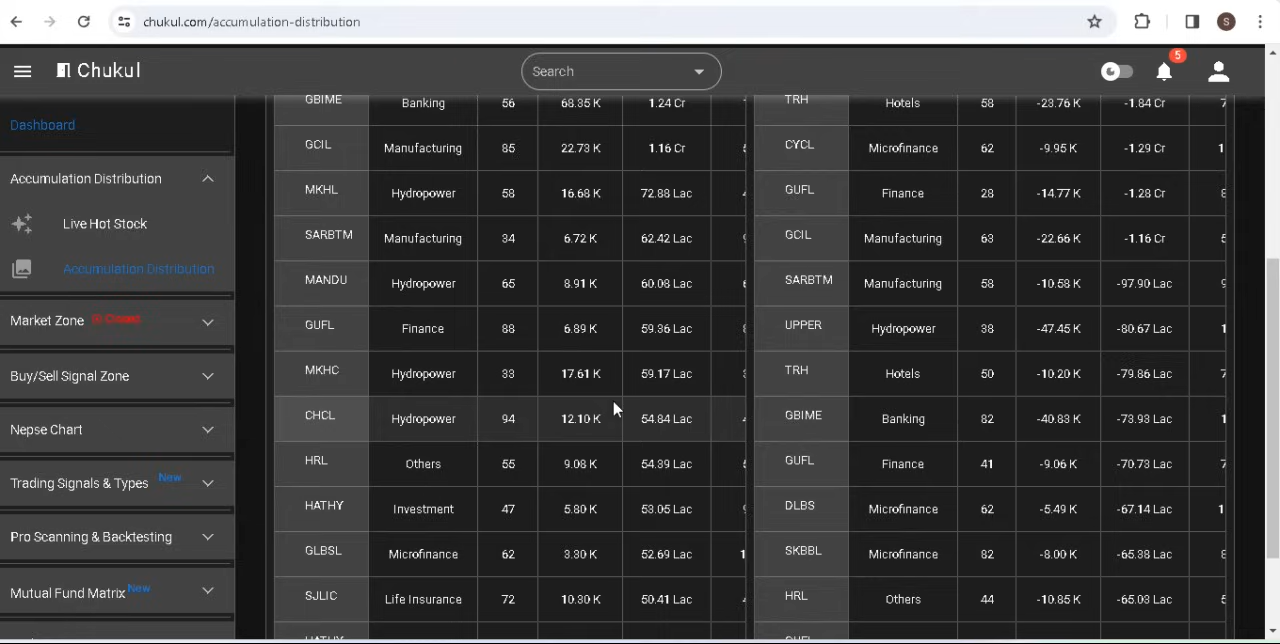 chukul.com/accumulation-distribution
S
Chukul
Search
5
Dashboard
Accumulation Distribution
Live Hot Stock
Accumulation Distribution
Market Zone Closed
Buy/Sell Signal Zone
Nepse Chart
Trading Signals & Types New
Pro Scanning & Backtesting
Mutual Fund Matrix New
GBIME Banking 56 68.35 K 1.24 Cr
GCIL Manufacturing 85 22.73 K 1.16 Cr
MKHL Hydropower 58 16.68 K 72.88 Lac
SARBTM Manufacturing 34 6.72 K 62.42 Lac
MANDU Hydropower 65 8.91 K 60.08 Lac
GUFL Finance 88 6.89 K 59.36 Lac
MKHC Hydropower 33 17.61 K 59.17 Lac
CHCL Hydropower 94 12.10 K 54.84 Lac
HRL Others 55 9.08 K 54.39 Lac
HATHY Investment 47 5.80 K 53.05 Lac
GLBSL Microfinance 62 3.30 K 52.69 Lac
SJLIC Life Insurance 72 10.30 K 50.41 Lac
TRH Hotels 58 -23.76 K -1.84 Cr
CYCL Microfinance 62 -9.95 K -1.29 Cr
GUFL Finance 28 -14.77 K -1.28 Cr
GCIL Manufacturing 63 -22.66 K -1.16 Cr
SARBTM Manufacturing 58 -10.58 K -97.90 Lac
UPPER Hydropower 38 -47.45 K -80.67 Lac
TRH Hotels 50 -10.20 K -79.86 Lac
GBIME Banking 82 -40.83 K -73.93 Lac
GUFL Finance 41 -9.06 K -70.73 Lac
DLBS Microfinance 62 -5.49 K -67.14 Lac
SKBBL Microfinance 82 -8.00 K -65.38 Lac
HRL Others 44 -10.85 K -65.03 Lac